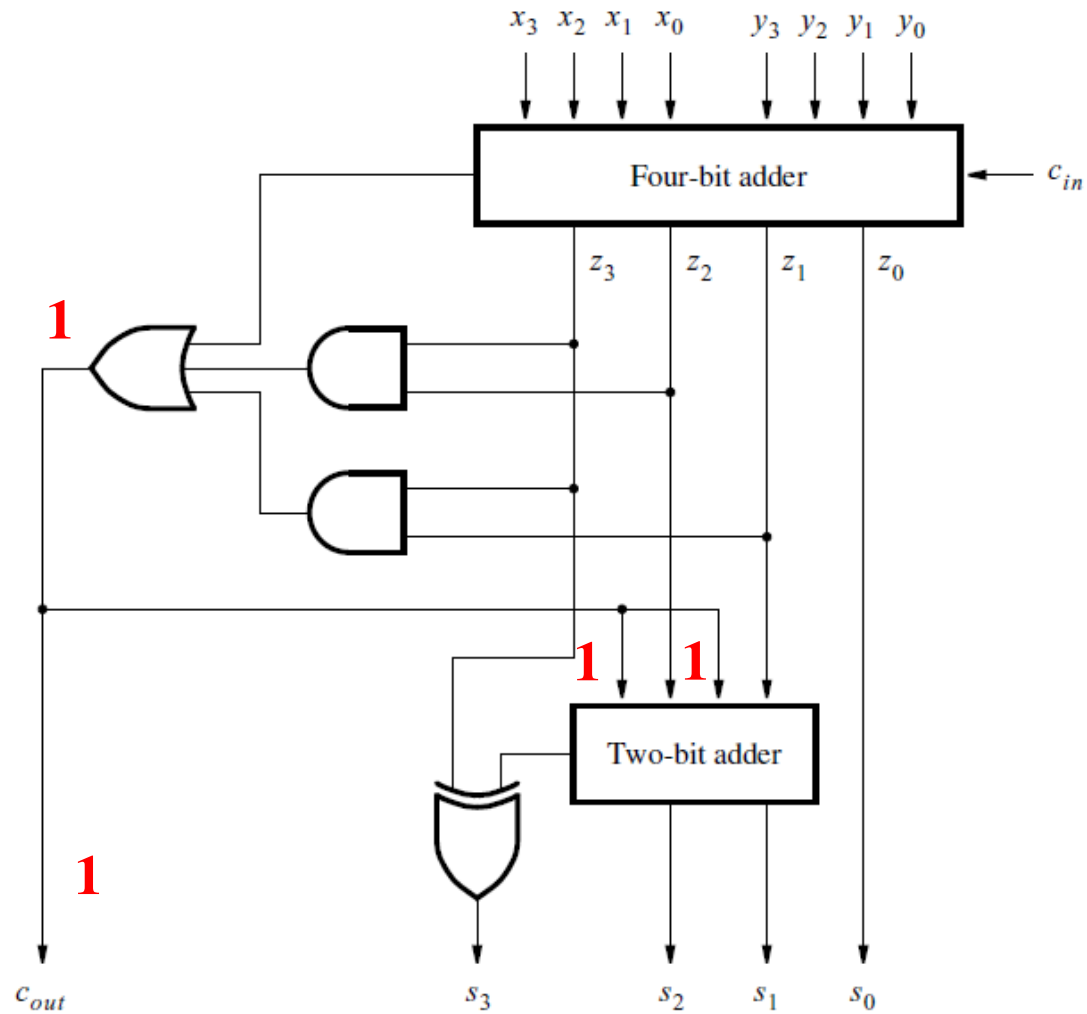 x3 x2 x1 x0 y3 y2 y1 y0
Four-bit adder
cin
z3 z2 z1 z0
1
1 1
Two-bit adder
1
cout s3 s2 s1 s0